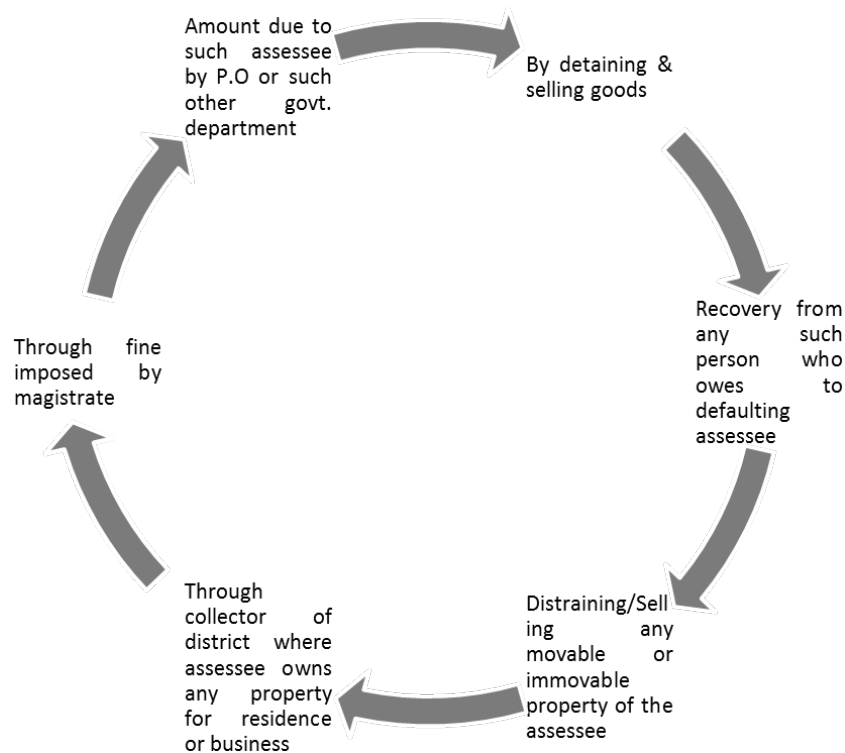 Amount due to
such assessee
by P.O or such
other govt.
department
By detaining &
selling goods
Recovery from
any such
person who
owes to
defaulting
assessee
Distraining/Sell
ing any
movable or
immovable
property of the
assessee
Through
collector of
district where
assessee owns
any property
for residence
or business
Through fine
imposed by
magistrate